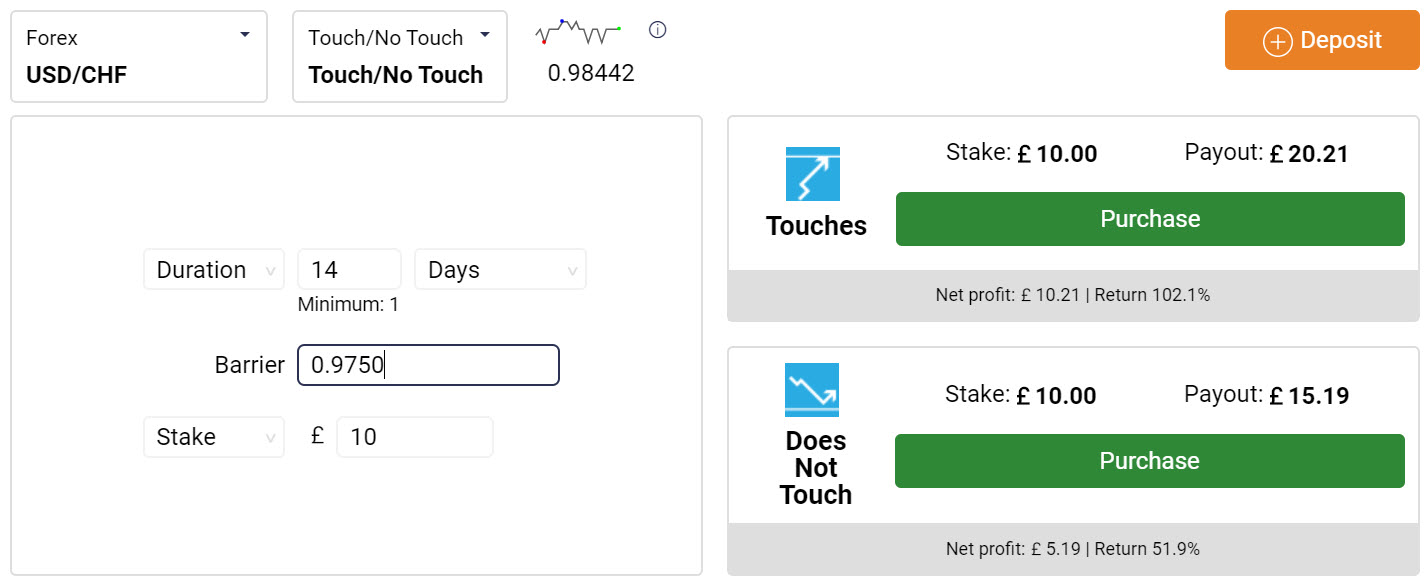 Forex
USD/CHF
Touch/No Touch
Touch/No Touch
0.98442
Deposit
Duration 14 Days
Minimum: 1
Barrier 0.9750
Stake £ 10
Stake: £ 10.00 Payout: £ 20.21
Touches
Purchase
Net profit: £ 10.21 | Return 102.1%
Stake: £ 10.00 Payout: £ 15.19
Does
Not
Touch
Purchase
Net profit: £ 5.19 | Return 51.9%